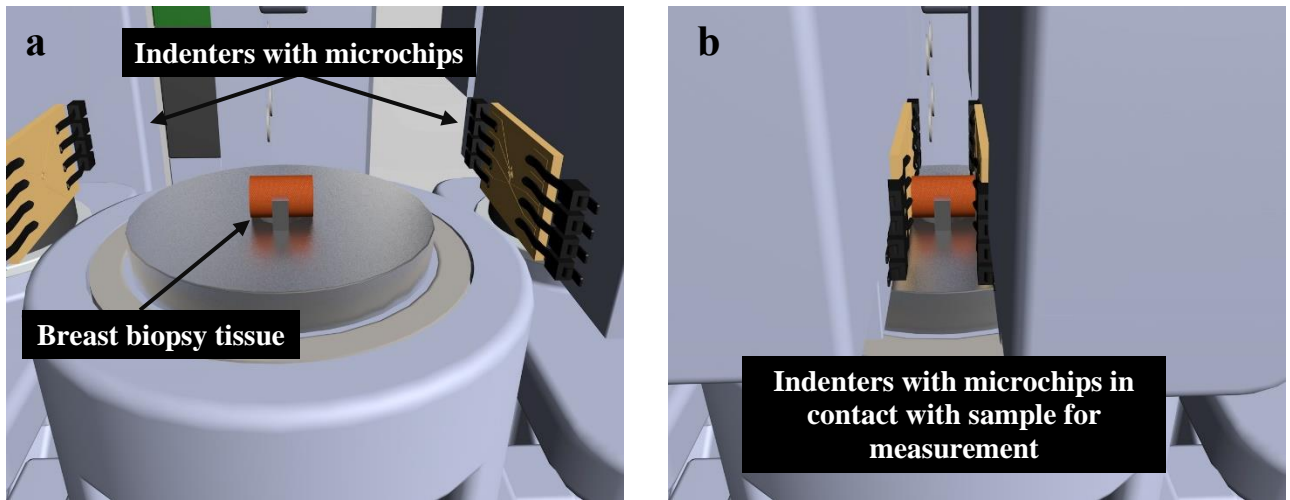 a
Indenters with microchips
Breast biopsy tissue
b
Indenters with microchips in
contact with sample for
measurement